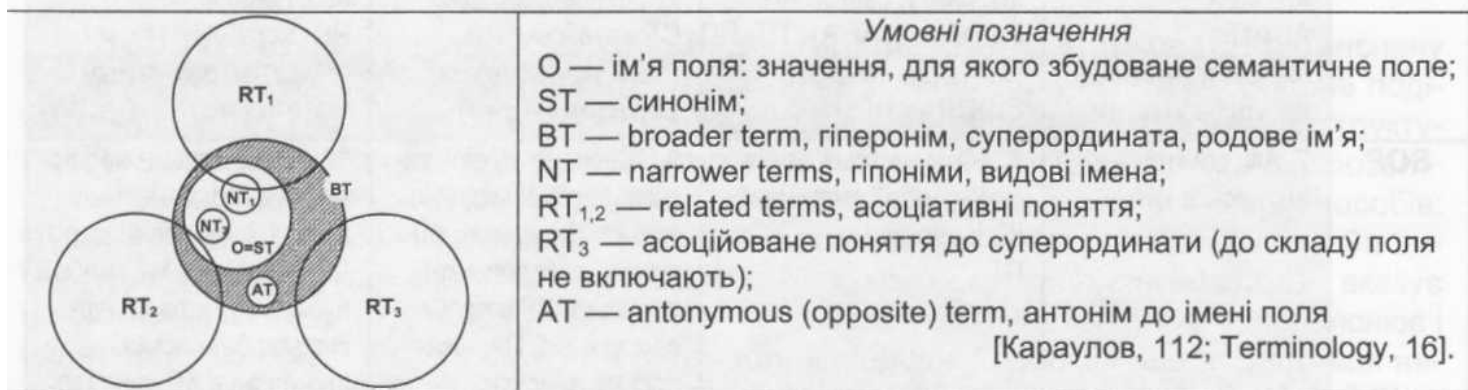 RT₁
NT₁
BT
NT₂
O=ST
AT
RT₂
RT₃
Умовні позначення
О — ім'я поля; значення, для якого збудоване семантичне поле;
ST — синонім;
BT — broader term, гіперонім, суперордината, родове ім'я;
NT — narrower terms, гіпоніми, видові імена;
RT₁,₂ — related terms, асоціативні поняття;
RT₃ — асоційоване поняття до суперординати (до складу поля
не включають);
AT — antonymous (opposite) term, антонім до імені поля
[Караулов, 112; Terminology, 16].